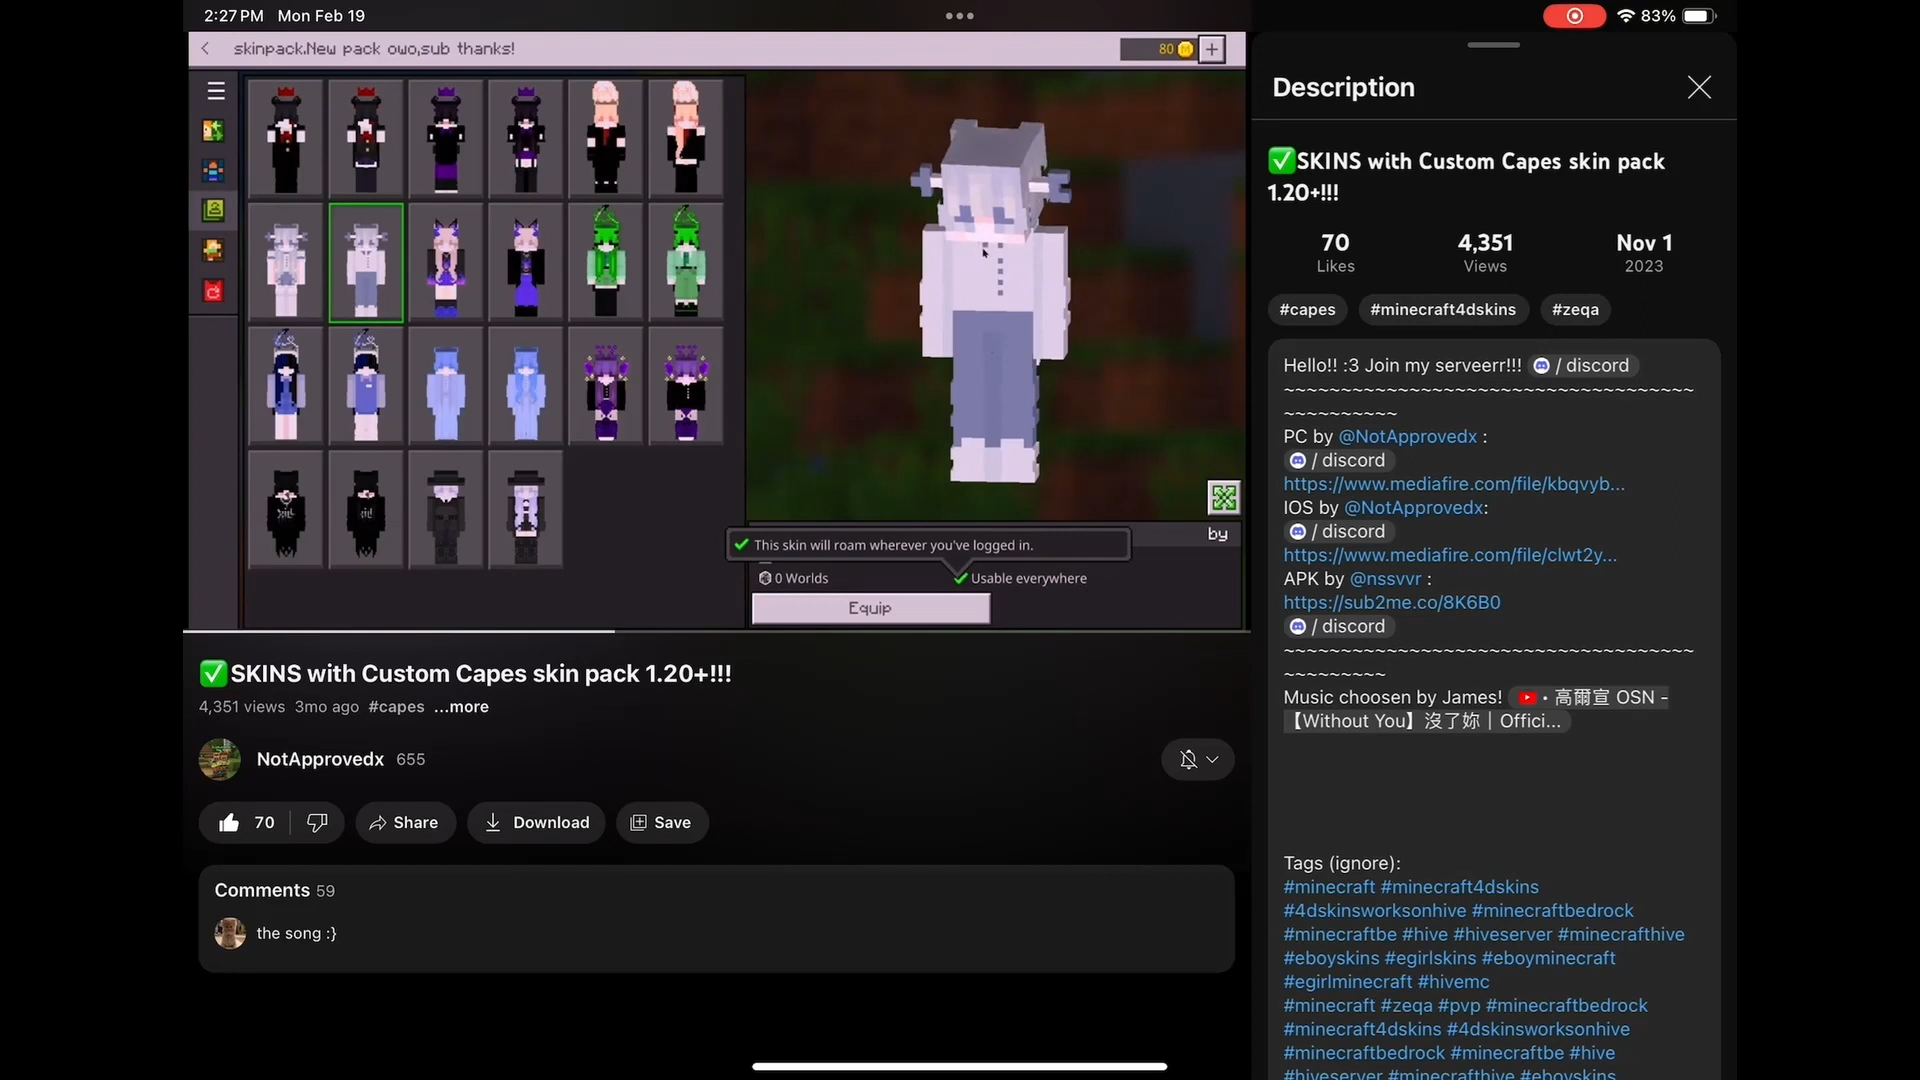 2:27 PM Mon Feb 19
83%
skinpack.New pack owo,sub thanks!
80
by
This skin will roam wherever you've logged in.
0 Worlds
Usable everywhere
Equip
✅SKINS with Custom Capes skin pack 1.20+!!!
4,351 views 3mo ago #capes ...more
NotApprovedx 655
70
Share
Download
Save
Comments 59
the song :}
Description
✅SKINS with Custom Capes skin pack
1.20+!!!
70 4,351 Nov 1
Likes Views 2023
#capes #minecraft4dskins #zeqa
Hello!! :3 Join my serveerr!!! / discord
~~~~~~~~~~~~~~~~~~~~~~~~~~~~~~~~~~~~
~~~~~~~~~~
PC by @NotApprovedx :
/ discord
https://www.mediafire.com/file/kbqvyb...
IOS by @NotApprovedx:
/ discord
https://www.mediafire.com/file/clwt2y...
APK by @nssvvr :
https://sub2me.co/8K6B0
/ discord
~~~~~~~~~~~~~~~~~~~~~~~~~~~~~~~~~~~~
~~~~~~~~~
Music choosen by James! • 高爾宣 OSN -
【Without You】沒了妳｜Offici...
Tags (ignore):
#minecraft #minecraft4dskins
#4dskinsworksonhive #minecraftbedrock
#minecraftbe #hive #hiveserver #minecrafthive
#eboyskins #egirlskins #eboyminecraft
#egirlminecraft #hivemc
#minecraft #zeqa #pvp #minecraftbedrock
#minecraft4dskins #4dskinsworksonhive
#minecraftbedrock #minecraftbe #hive
#hiveserver #minecrafthive #eboyskins